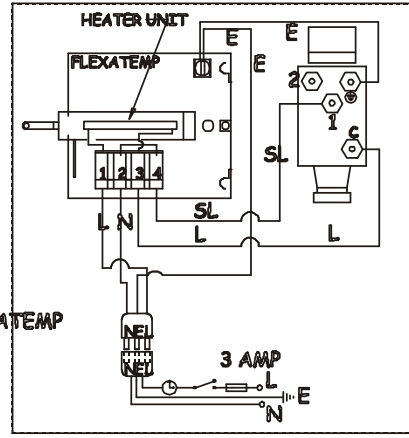 HEATER UNIT
E
E
E
FLEXATEMP
2
1
C
SL
1 2 3 4
L N
SL
L
L
ATEMP
NEL
NEL
3 AMP
L
E
N